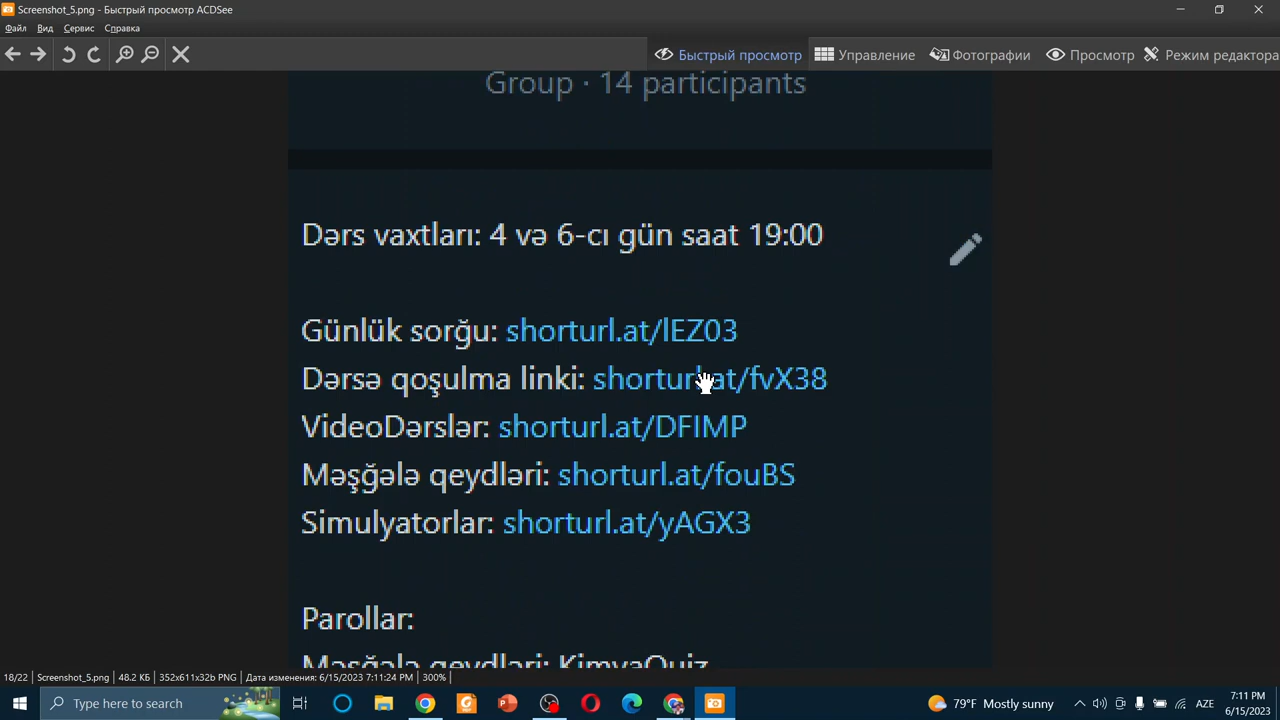 Screenshot_5.png - Быстрый просмотр ACDSee
Файл Вид Сервис Справка
Быстрый просмотр Управление Фотографии Просмотр Режим редактора
Group · 14 participants
Dərs vaxtları: 4 və 6-cı gün saat 19:00
Günlük sorğu: shorturl.at/lEZ03
Dərsə qoşulma linki: shorturl.at/fvX38
VideoDərslər: shorturl.at/DFIMP
Məşğələ qeydləri: shorturl.at/fouBS
Simulyatorlar: shorturl.at/yAGX3
Parollar:
Məşğələ qeydləri: KimyaQuiz
18/22 Screenshot_5.png 48.2 КБ 352x611x32b PNG Дата изменения: 6/15/2023 7:11:24 PM 300%
Type here to search
79°F Mostly sunny
AZE
7:11 PM
6/15/2023